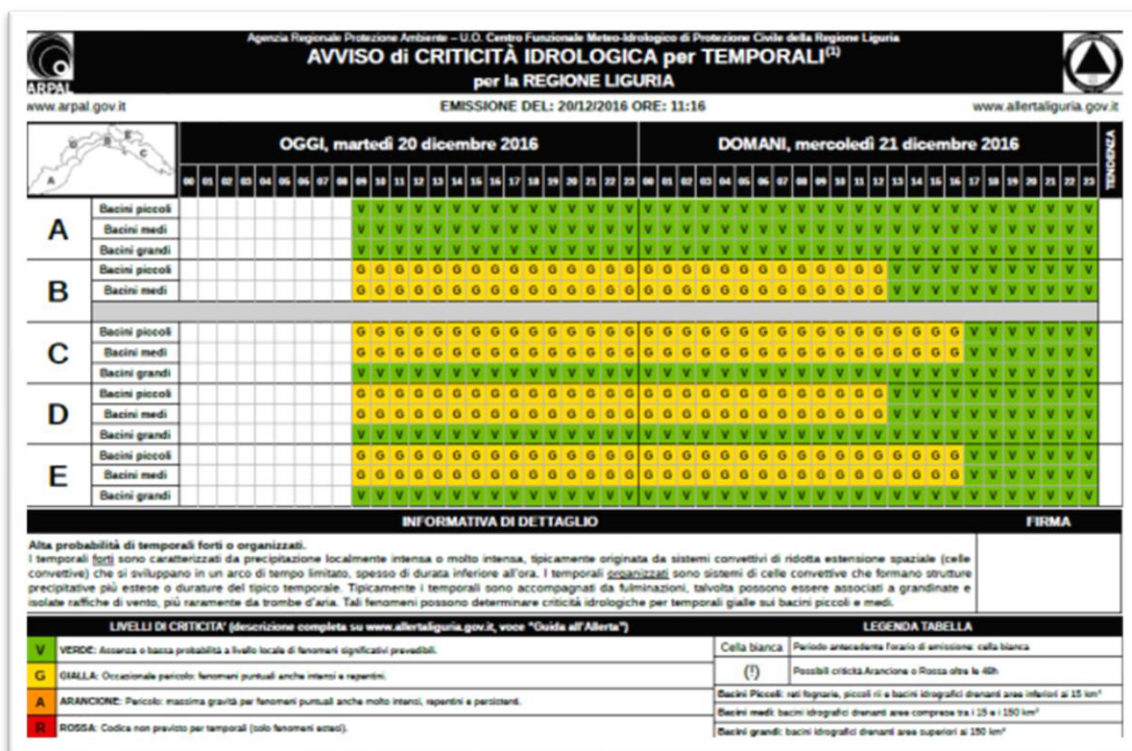 Agenzia Regionale Protezione Ambiente – U.O. Centro Funzionale Meteo-Idrologico di Protezione Civile della Regione Liguria
AVVISO di CRITICITÀ IDROLOGICA per TEMPORALI(1)
per la REGIONE LIGURIA
ARPAL
www.arpal.gov.it EMISSIONE DEL: 20/12/2016 ORE: 11:16 www.allertaliguria.gov.it
OGGI, martedì 20 dicembre 2016 DOMANI, mercoledì 21 dicembre 2016 TENDENZA
A B C D E
00 01 02 03 04 05 06 07 08 09 10 11 12 13 14 15 16 17 18 19 20 21 22 23 00 01 02 03 04 05 06 07 08 09 10 11 12 13 14 15 16 17 18 19 20 21 22 23
A
Bacini piccoli V V V V V V V V V V V V V V V V V V V V V V V V V V V V V V V V V V V V V V V
Bacini medi V V V V V V V V V V V V V V V V V V V V V V V V V V V V V V V V V V V V V V V
Bacini grandi V V V V V V V V V V V V V V V V V V V V V V V V V V V V V V V V V V V V V V V
B
Bacini piccoli G G G G G G G G G G G G G G G G G G G G G G G G G G G G V V V V V V V V V V V
Bacini medi G G G G G G G G G G G G G G G G G G G G G G G G G G G G V V V V V V V V V V V
C
Bacini piccoli G G G G G G G G G G G G G G G G G G G G G G G G G G G G G G G G V V V V V V V
Bacini medi G G G G G G G G G G G G G G G G G G G G G G G G G G G G G G G G V V V V V V V
Bacini grandi V V V V V V V V V V V V V V V V V V V V V V V V V V V V V V V V V V V V V V V
D
Bacini piccoli G G G G G G G G G G G G G G G G G G G G G G G G G G G G V V V V V V V V V V V
Bacini medi G G G G G G G G G G G G G G G G G G G G G G G G G G G G V V V V V V V V V V V
Bacini grandi V V V V V V V V V V V V V V V V V V V V V V V V V V V V V V V V V V V V V V V
E
Bacini piccoli G G G G G G G G G G G G G G G G G G G G G G G G G G G G G G G G V V V V V V V
Bacini medi G G G G G G G G G G G G G G G G G G G G G G G G G G G G G G G G V V V V V V V
Bacini grandi V V V V V V V V V V V V V V V V V V V V V V V V V V V V V V V V V V V V V V V
INFORMATIVA DI DETTAGLIO FIRMA
Alta probabilità di temporali forti o organizzati.
I temporali forti sono caratterizzati da precipitazione localmente intensa o molto intensa, tipicamente originata da sistemi convettivi di ridotta estensione spaziale (celle
convettive) che si sviluppano in un arco di tempo limitato, spesso di durata inferiore all'ora. I temporali organizzati sono sistemi di celle convettive che formano strutture
precipitative più estese o durature del tipico temporale. Tipicamente i temporali sono accompagnati da fulminazioni, talvolta possono essere associati a grandinate e
isolate raffiche di vento, più raramente da trombe d'aria. Tali fenomeni possono determinare criticità idrologiche per temporali gialle sui bacini piccoli e medi.
LIVELLI DI CRITICITA' (descrizione completa su www.allertaliguria.gov.it, voce "Guida all'Allerta") LEGENDA TABELLA
V VERDE: Assenza o bassa probabilità a livello locale di fenomeni significativi prevedibili.
G GIALLA: Occasionale pericolo: fenomeni puntuali anche intensi e repentini.
A ARANCIONE: Pericolo: massima gravità per fenomeni puntuali anche molto intensi, repentini e persistenti.
R ROSSA: Codice non previsto per temporali (solo fenomeni estesi).
Cella bianca Periodo antecedente l'orario di emissione: cella bianca
(!) Possibili criticità Arancione o Rossa oltre le 48h
Bacini Piccoli: reti fognarie, piccoli rii e bacini idrografici drenanti aree inferiori ai 15 km²
Bacini medi: bacini idrografici drenanti aree comprese tra i 15 e i 150 km²
Bacini grandi: bacini idrografici drenanti aree superiori ai 150 km²